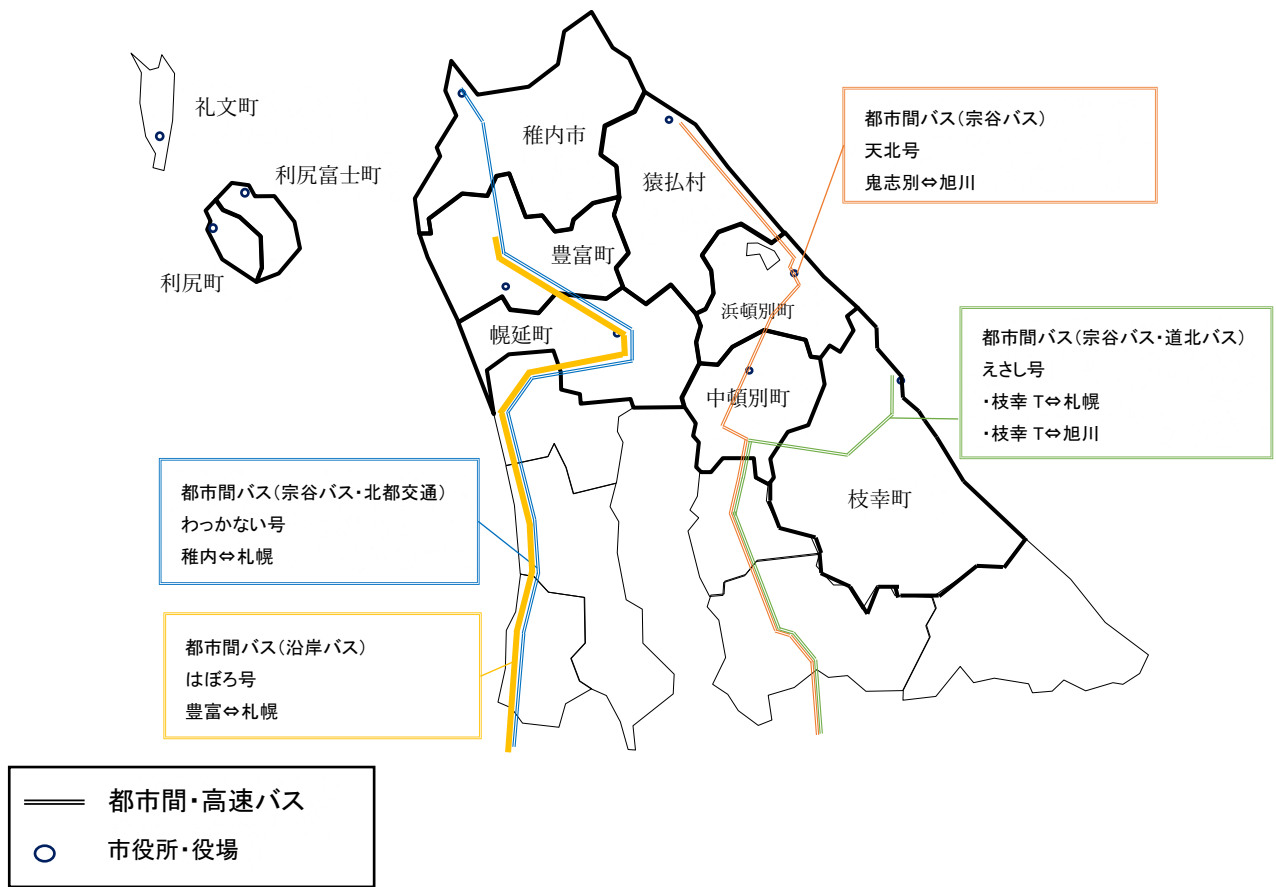 礼文町
利尻富士町
利尻町
稚内市
猿払村
豊富町
浜頓別町
幌延町
中頓別町
枝幸町
都市間バス(宗谷バス)
天北号
鬼志別⇔旭川
都市間バス(宗谷バス・道北バス)
えさし号
・枝幸 T⇔札幌
・枝幸 T⇔旭川
都市間バス(宗谷バス・北都交通)
わっかない号
稚内⇔札幌
都市間バス(沿岸バス)
はぼろ号
豊富⇔札幌
都市間・高速バス
市役所・役場